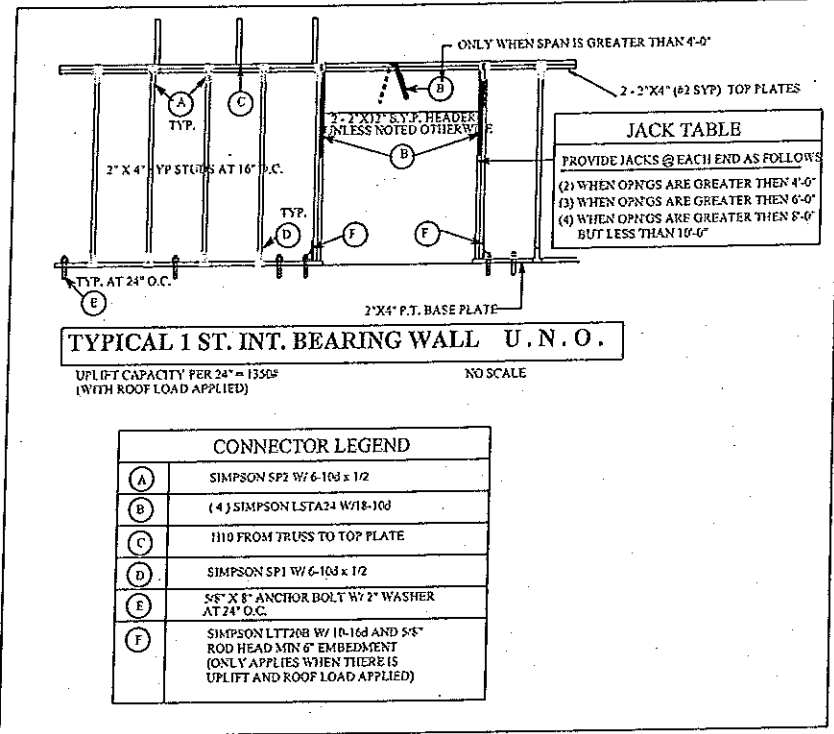 ONLY WHEN SPAN IS GREATER THAN 4'-0"
B
2 - 2"X4" (#2 SYP) TOP PLATES
A
TYP.
C
2 - 2"X12" S.Y.P. HEADER
UNLESS NOTED OTHERWISE
B
2" X 4" SYP STUDS AT 16" O.C.
JACK TABLE
PROVIDE JACKS @ EACH END AS FOLLOWS
(2) WHEN OPN'GS ARE GREATER THEN 4'-0"
(3) WHEN OPN'GS ARE GREATER THEN 6'-0"
(4) WHEN OPN'GS ARE GREATER THEN 8'-0"
BUT LESS THAN 10'-0"
TYP.
D
F
F
TYP. AT 24" O.C.
E
2"X4" P.T. BASE PLATE
TYPICAL 1 ST. INT. BEARING WALL U.N.O.
UPLIFT CAPACITY PER 24" = 1350#
(WITH ROOF LOAD APPLIED)
NO SCALE
CONNECTOR LEGEND
A SIMPSON SP2 W/ 6-10d x 1/2
B ( 4 ) SIMPSON LSTA24 W/18-10d
C H10 FROM TRUSS TO TOP PLATE
D SIMPSON SP1 W/ 6-10d x 1/2
E 5/8" X 8" ANCHOR BOLT W/ 2" WASHER
AT 24" O.C.
F SIMPSON LTT20B W/ 10-16d AND 5/8"
ROD HEAD MIN 6" EMBEDMENT
(ONLY APPLIES WHEN THERE IS
UPLIFT AND ROOF LOAD APPLIED)